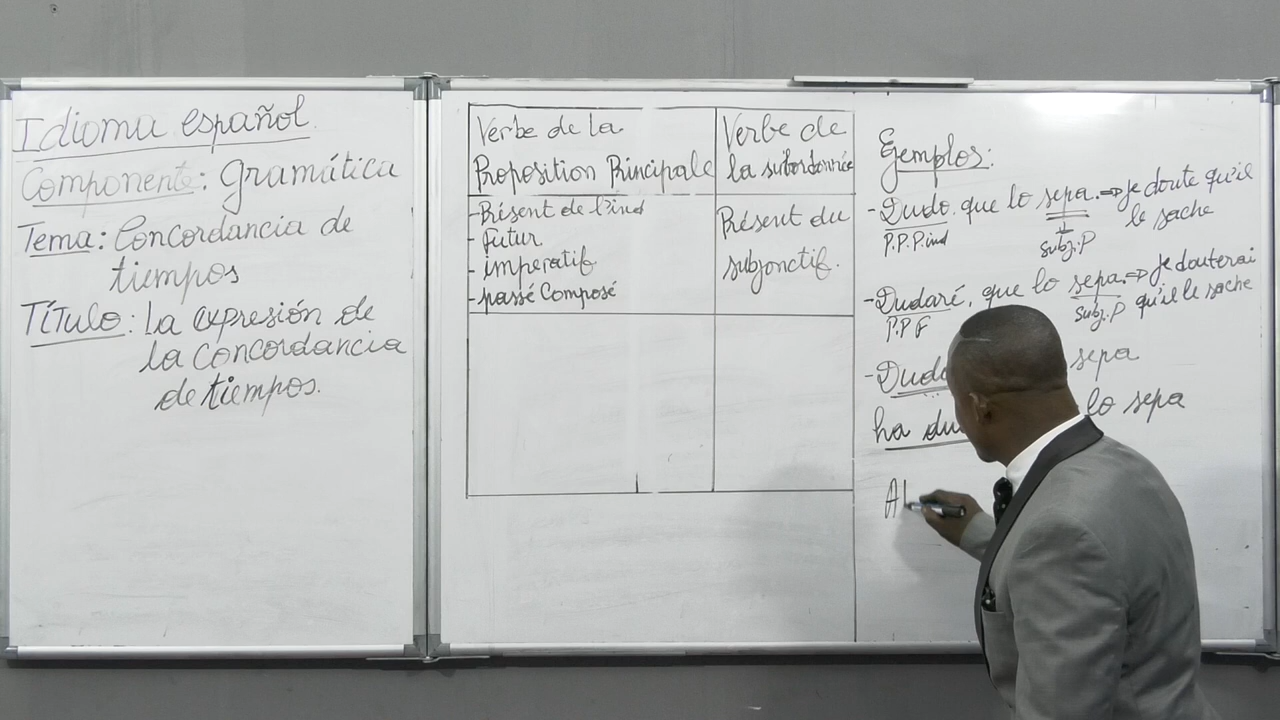 Idioma español
Componente: Gramática
Tema: Concordancia de
tiempos
Título: La expresión de
la Concordancia
de tiempos.
Verbe de la
Proposition Principale
Verbe de
la subordonnée
-Présent de l'ind
- futur
- imperatif
- passé Composé
Présent du
subjonctif.
Ejemplos:
- Dudo, que lo sepa. ⇒ je doute qu'il
le sache
P.P.P.ind
subj.P
-Dudaré, que lo sepa. ⇒ je douterai
qu'il le sache
P.P F
subj.P
sepa
ha
lo sepa